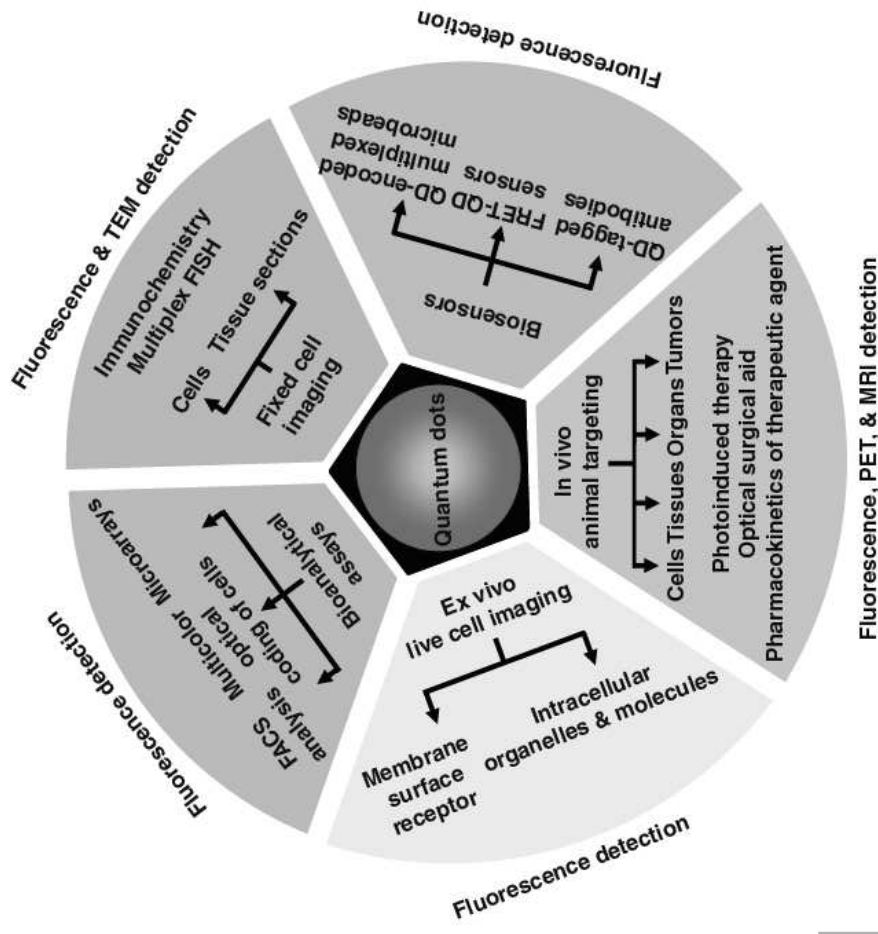 Quantum dots
Fluorescence detection
Biosensors
QD-tagged
antibodies
FRET-QD
sensors
QD-encoded
multiplexed
microbeads
Fluorescence, PET, & MRI detection
In vivo
animal targeting
Cells Tissues Organs Tumors
Photoinduced therapy
Optical surgical aid
Pharmacokinetics of therapeutic agent
Fluorescence detection
Ex vivo
live cell imaging
Membrane
surface
receptor
Intracellular
organelles & molecules
Fluorescence detection
Bioanalytical
assays
FACS
analysis
Multicolor
optical
coding of cells
Microarrays
Fluorescence & TEM detection
Immunochemistry
Multiplex FISH
Cells Tissue sections
Fixed cell
imaging